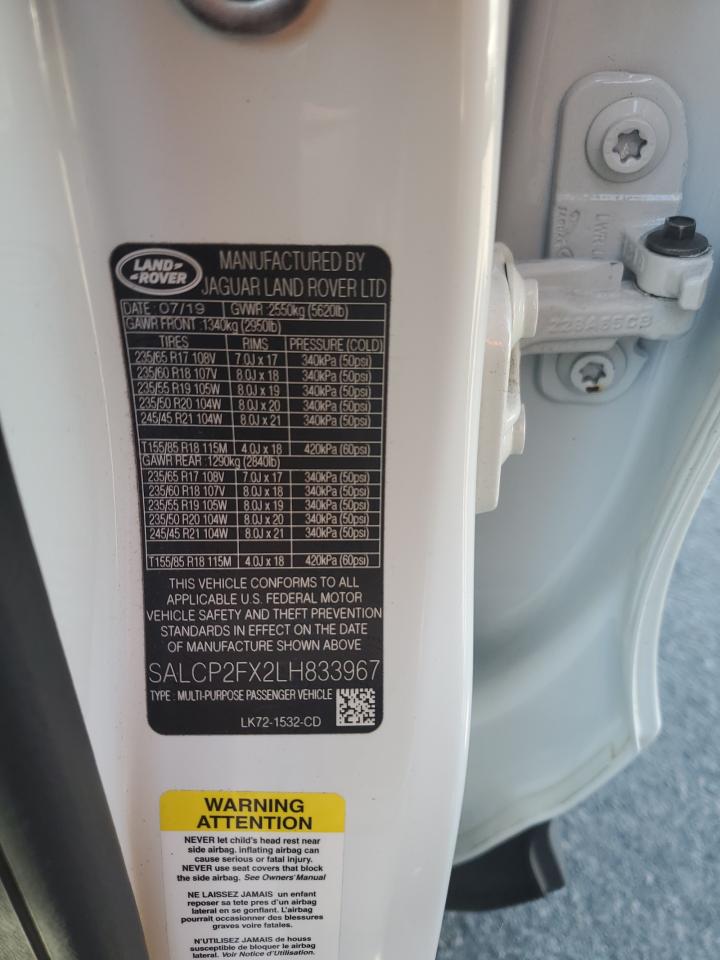 LAND ROVER
MANUFACTURED BY
JAGUAR LAND ROVER LTD
DATE: 07/19 GVWR: 2550kg (5620lb)
GAWR FRONT: 1340kg (2950lb)
TIRES RIMS PRESSURE (COLD)
235/65 R17 108V 7.0J x 17 340kPa (50psi)
235/60 R18 107V 8.0J x 18 340kPa (50psi)
235/55 R19 105W 8.0J x 19 340kPa (50psi)
235/50 R20 104W 8.0J x 20 340kPa (50psi)
245/45 R21 104W 8.0J x 21 340kPa (50psi)
T155/85 R18 115M 4.0J x 18 420kPa (60psi)
GAWR REAR: 1290kg (2840lb)
235/65 R17 108V 7.0J x 17 340kPa (50psi)
235/60 R18 107V 8.0J x 18 340kPa (50psi)
235/55 R19 105W 8.0J x 19 340kPa (50psi)
235/50 R20 104W 8.0J x 20 340kPa (50psi)
245/45 R21 104W 8.0J x 21 340kPa (50psi)
T155/85 R18 115M 4.0J x 18 420kPa (60psi)
THIS VEHICLE CONFORMS TO ALL
APPLICABLE U.S. FEDERAL MOTOR
VEHICLE SAFETY AND THEFT PREVENTION
STANDARDS IN EFFECT ON THE DATE
OF MANUFACTURE SHOWN ABOVE
SALCP2FX2LH833967
TYPE : MULTI-PURPOSE PASSENGER VEHICLE
LK72-1532-CD
WARNING
ATTENTION
NEVER let child's head rest near
side airbag. inflating airbag can
cause serious or fatal injury.
NEVER use seat covers that block
the side airbag. See Owners' Manual
NE LAISSEZ JAMAIS un enfant
reposer sa tete pres d'un airbag
lateral en se gonflant. L'airbag
pourrait occasionner des blessures
graves voire fatales.
N'UTILISEZ JAMAIS de houss
susceptible de bloquer le airbag
lateral. Voir Notice d'Utilisation.
LWR